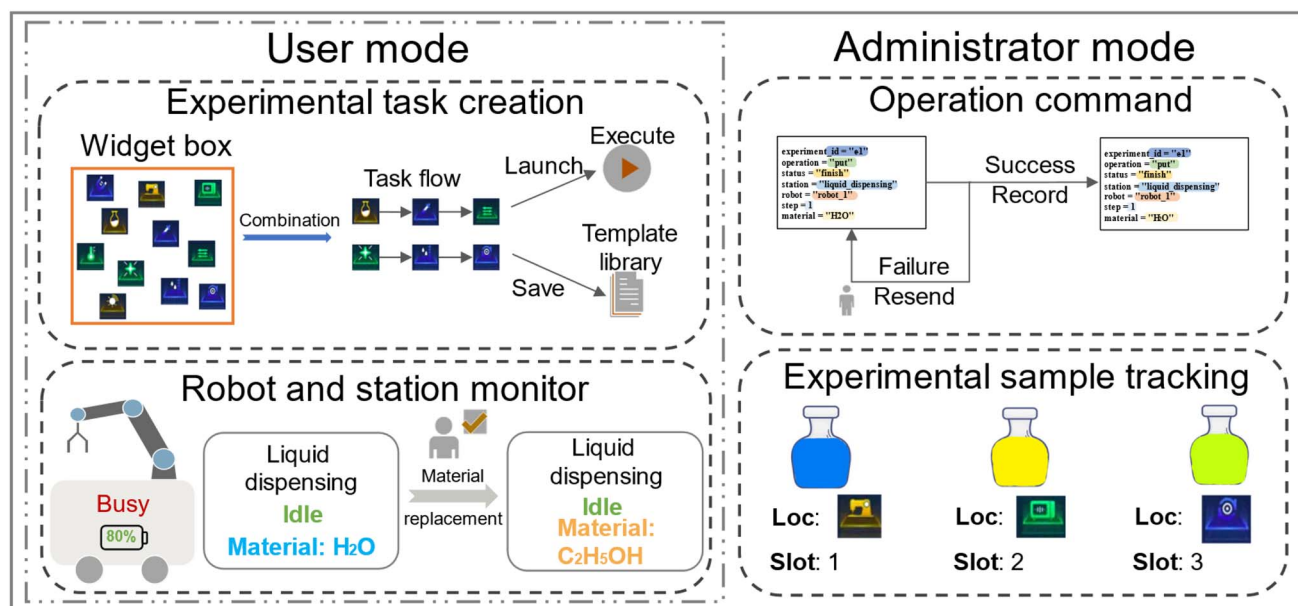 User mode
Experimental task creation
Widget box
Combination
Task flow
Launch
Execute
Save
Template
library
Robot and station monitor
Busy
80%
Liquid
dispensing
Idle
Material: H₂O
Material
replacement
Liquid
dispensing
Idle
Material:
C₂H₅OH
Administrator mode
Operation command
experiment_id = "e1"
operation = "put"
status = "finish"
station = "liquid_dispensing"
robot = "robot_1"
step = 1
material = "H2O"
Success
Record
Failure
Resend
experiment_id = "e1"
operation = "put"
status = "finish"
station = "liquid_dispensing"
robot = "robot_1"
step = 1
material = "H2O"
Experimental sample tracking
Loc:
Slot: 1
Loc:
Slot: 2
Loc:
Slot: 3